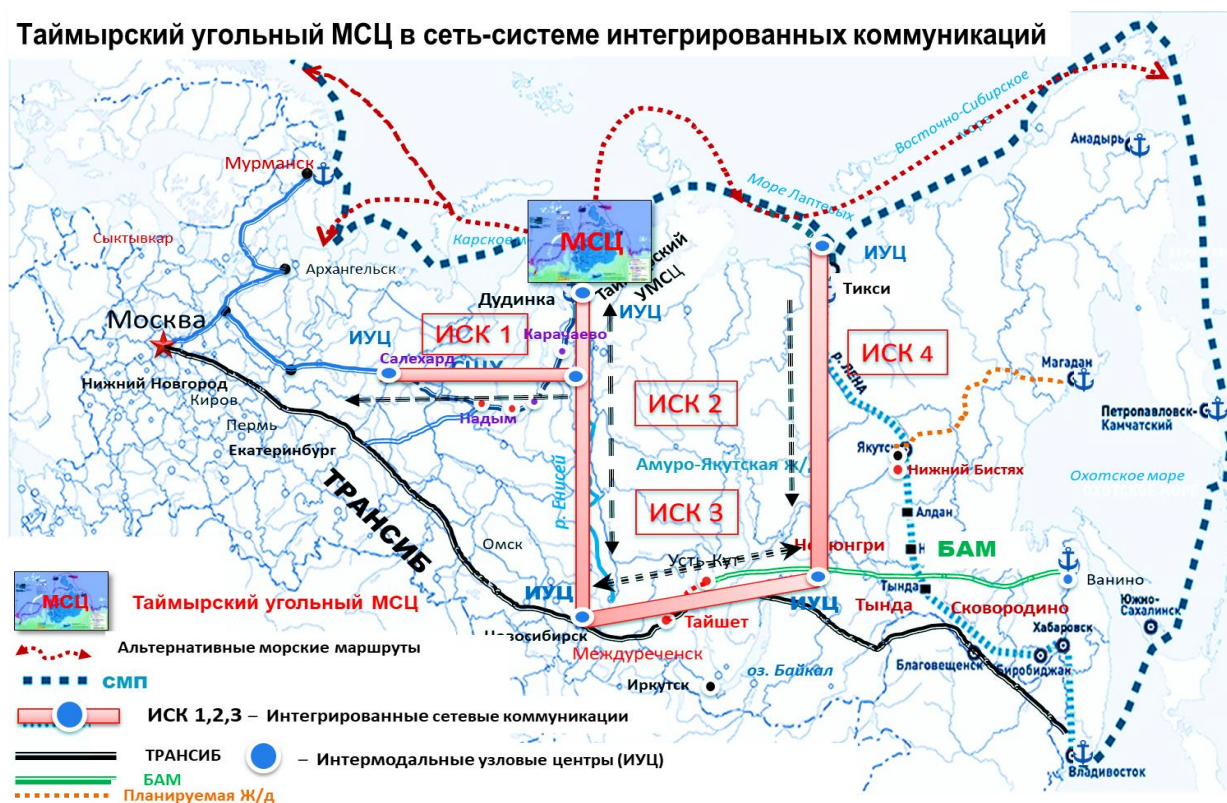 Таймырский угольный МСЦ в сеть-системе интегрированных коммуникаций
Восточно-Сибирское
море
Анадырь
Мурманск
Море Лаптевых
Сыктывкар
Карское м
МСЦ
ИУЦ
Архангельск
Тикси
УМСЦ
Дудинка
ИУЦ
Москва
ИУЦ
ИСК 1
Карачаево
ИСК 4
Салехард
р. ЛЕНА
Магадан
Нижний Новгород
Киров
Надым
ИСК 2
Петропавловск-
Камчатский
Пермь
Екатеринбург
Якутск
Амуро-Якутская ж/д
Нижний Бистях
Охотское море
ТРАНСИБ
р. Енисей
ИСК 3
Алдан
Омск
Усть-Кут
БАМ
Ванино
ИУЦ
ИУЦ
Тында
Тында
Сковородино
Южно-
Сахалинск
МСЦ
Таймырский угольный МСЦ
Тайшет
Хабаровск
Междуреченск
Благовещенск
Биробиджан
Альтернативные морские маршруты
оз. Байкал
Иркутск
СМП
ИСК 1,2,3 – Интегрированные сетевые коммуникации
ТРАНСИБ
– Интермодальные узловые центры (ИУЦ)
БАМ
Владивосток
Планируемая Ж/д